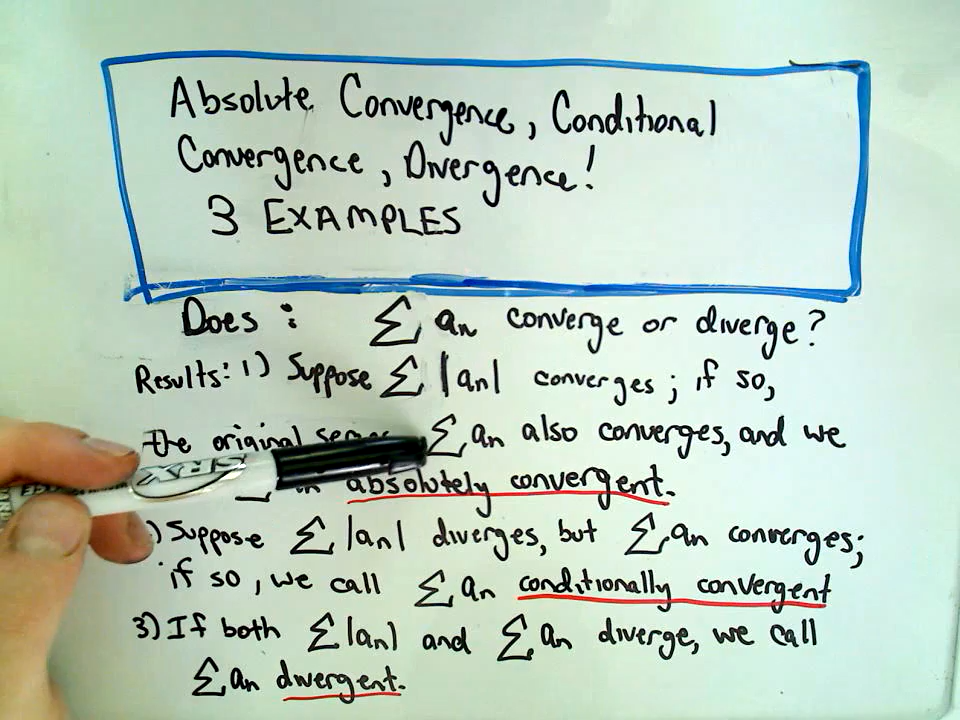 Absolute Convergence, Conditional
Convergence, Divergence!
3 EXAMPLES
Does: Σ an converge or diverge?
Results: 1) Suppose Σ |an| converges; if so,
the original series Σ an also converges, and we
Σ an absolutely convergent.
) Suppose Σ |an| diverges, but Σ an converges;
if so, we call Σ an conditionally convergent
3) If both Σ |an| and Σ an diverge, we call
Σ an divergent.